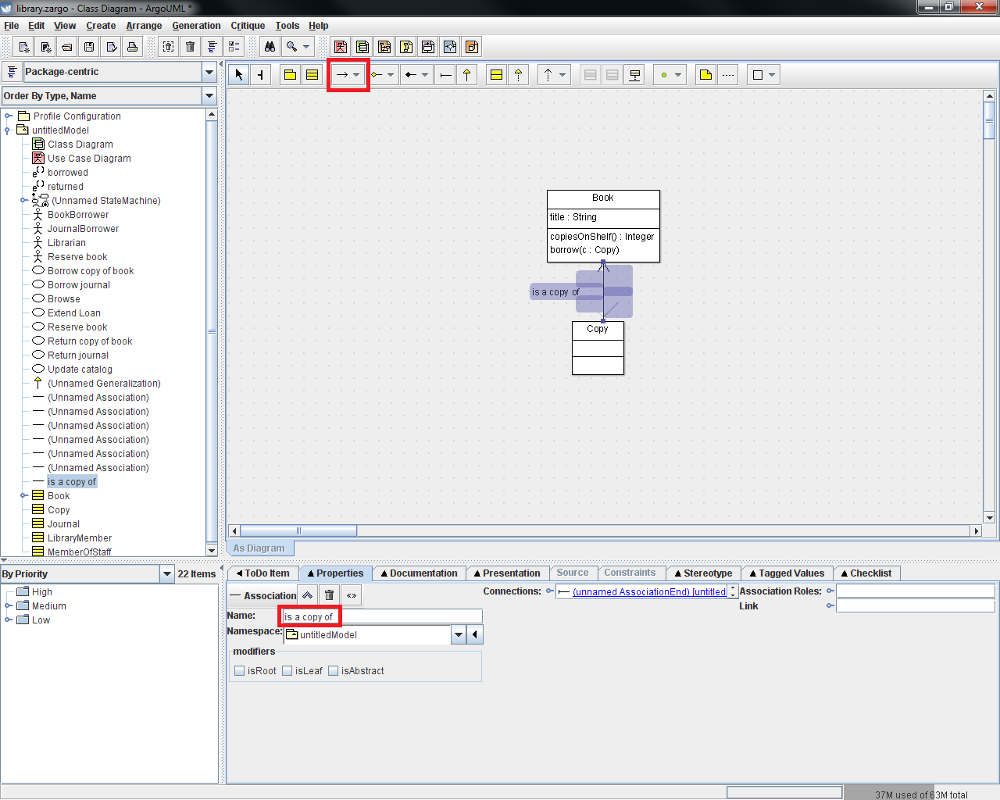 library.zargo - Class Diagram - ArgoUML *
File Edit View Create Arrange Generation Critique Tools Help
Package-centric
Order By Type, Name
Profile Configuration
untitledModel
Class Diagram
Use Case Diagram
borrowed
returned
(Unnamed StateMachine)
BookBorrower
JournalBorrower
Librarian
Reserve book
Borrow copy of book
Borrow journal
Browse
Extend Loan
Reserve book
Return copy of book
Return journal
Update catalog
(Unnamed Generalization)
(Unnamed Association)
(Unnamed Association)
(Unnamed Association)
(Unnamed Association)
(Unnamed Association)
(Unnamed Association)
is a copy of
Book
Copy
Journal
LibraryMember
MemberOfStaff
Book
title : String
copiesOnShelf() : Integer
borrow(c : Copy)
is a copy of
Copy
As Diagram
By Priority 22 Items
High
Medium
Low
ToDo Item Properties Documentation Presentation Source Constraints Stereotype Tagged Values Checklist
Association
Name: is a copy of
Namespace: untitledModel
modifiers
isRoot isLeaf isAbstract
Connections: (unnamed AssociationEnd) [untitled
Association Roles:
Link
37M used of 63M total